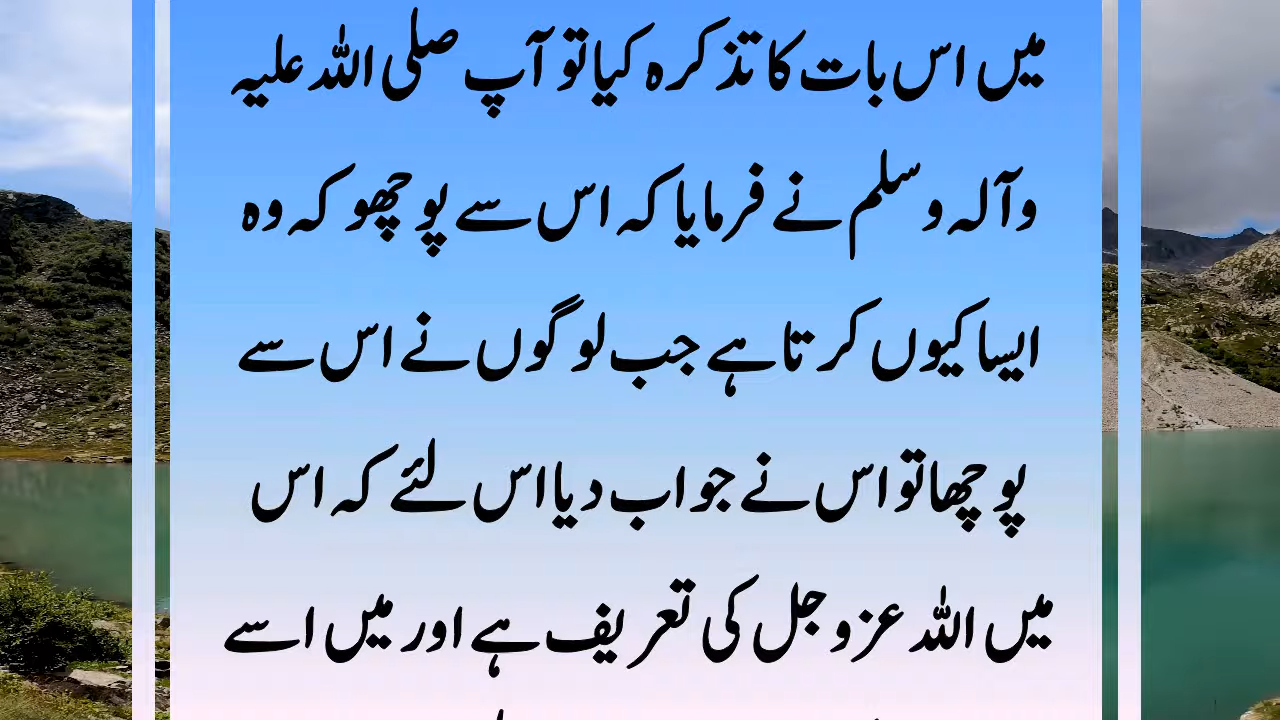 میں اس بات کا تذکرہ کیا تو آپ صلی اللہ علیہ
وآلہ وسلم نے فرمایا کہ اس سے پوچھو کہ وہ
ایسا کیوں کرتا ہے جب لوگوں نے اس سے
پوچھا تو اس نے جواب دیا اس لئے کہ اس
میں اللہ عزوجل کی تعریف ہے اور میں اسے